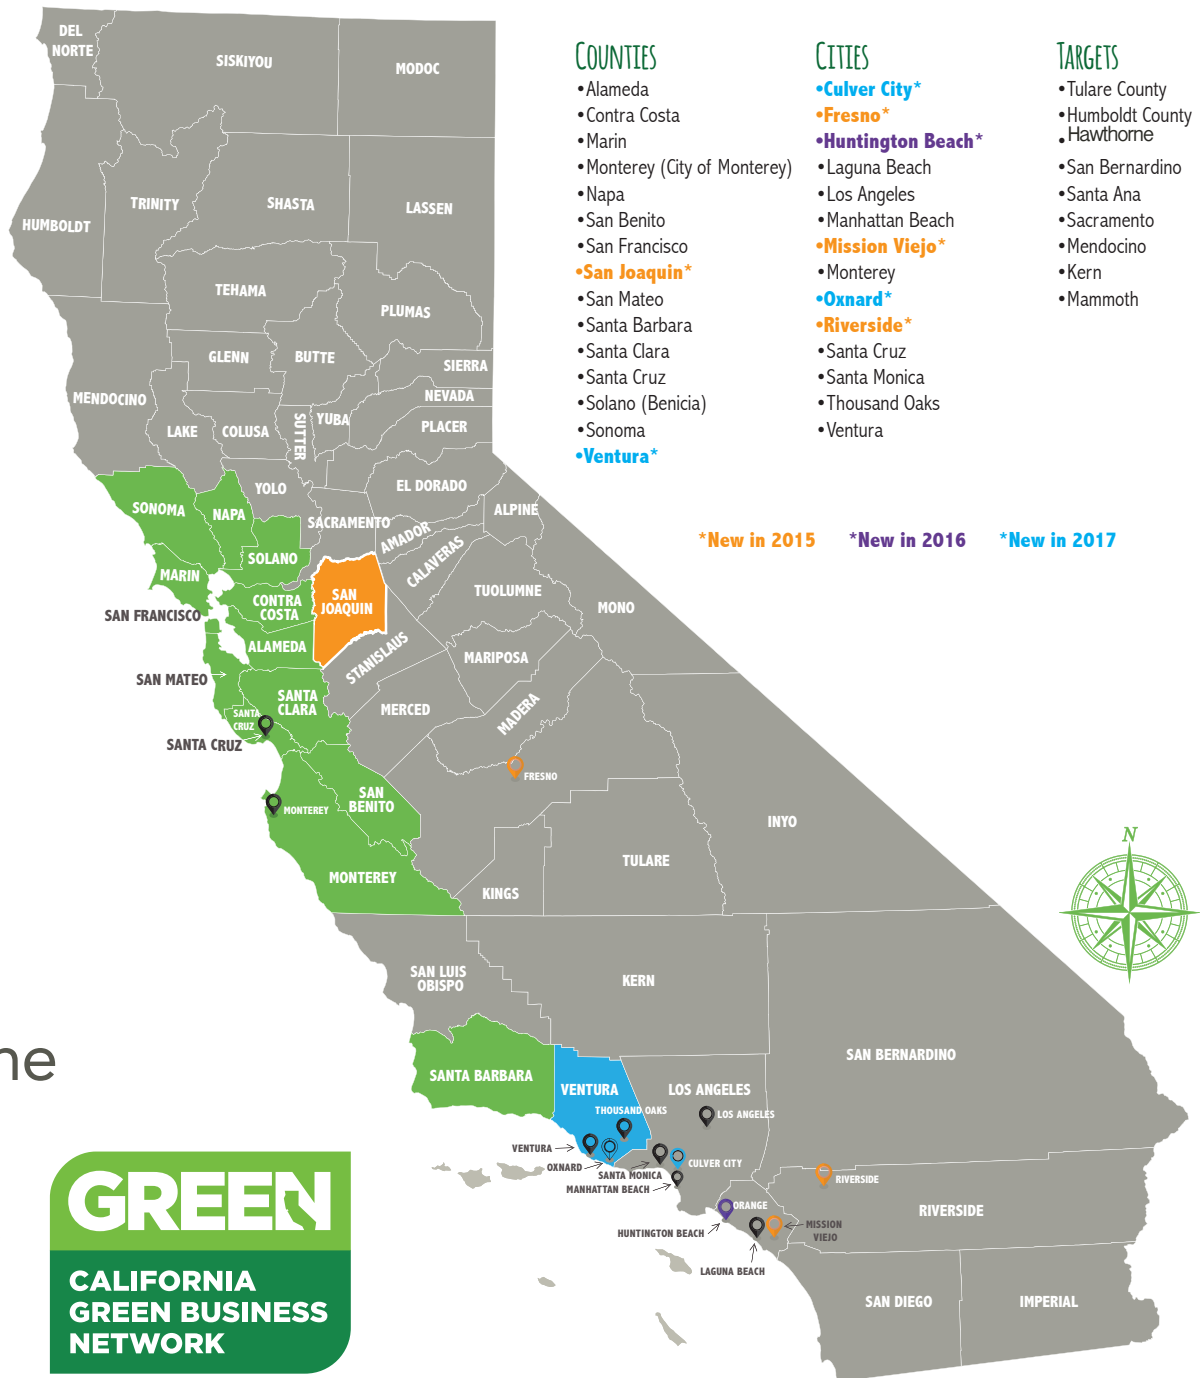 COUNTIES
•Alameda
•Contra Costa
•Marin
•Monterey (City of Monterey)
•Napa
•San Benito
•San Francisco
•San Joaquin*
•San Mateo
•Santa Barbara
•Santa Clara
•Santa Cruz
•Solano (Benicia)
•Sonoma
•Ventura*
CITIES
•Culver City*
•Fresno*
•Huntington Beach*
•Laguna Beach
•Los Angeles
•Manhattan Beach
•Mission Viejo*
•Monterey
•Oxnard*
•Riverside*
•Santa Cruz
•Santa Monica
•Thousand Oaks
•Ventura
TARGETS
•Tulare County
•Humboldt County
•Hawthorne
•San Bernardino
•Santa Ana
•Sacramento
•Mendocino
•Kern
•Mammoth
*New in 2015 *New in 2016 *New in 2017
DEL
NORTE
SISKIYOU
MODOC
HUMBOLDT
TRINITY
SHASTA
LASSEN
TEHAMA
PLUMAS
GLENN
BUTTE
SIERRA
MENDOCINO
NEVADA
LAKE
COLUSA
SUTTER
YUBA
PLACER
YOLO
EL DORADO
SONOMA
NAPA
SACRAMENTO
AMADOR
ALPINE
SOLANO
CALAVERAS
MARIN
CONTRA
COSTA
SAN
JOAQUIN
TUOLUMNE
MONO
SAN FRANCISCO
ALAMEDA
STANISLAUS
MARIPOSA
SAN MATEO
SANTA
CLARA
MERCED
MADERA
SANTA
CRUZ
SANTA CRUZ
FRESNO
MONTEREY
SAN
BENITO
INYO
TULARE
MONTEREY
KINGS
N
SAN LUIS
OBISPO
KERN
SAN BERNARDINO
SANTA BARBARA
VENTURA
LOS ANGELES
THOUSAND OAKS
LOS ANGELES
VENTURA
OXNARD
SANTA MONICA
CULVER CITY
MANHATTAN BEACH
RIVERSIDE
ORANGE
RIVERSIDE
HUNTINGTON BEACH
MISSION
VIEJO
LAGUNA BEACH
SAN DIEGO
IMPERIAL
ne
GREEN
CALIFORNIA
GREEN BUSINESS
NETWORK